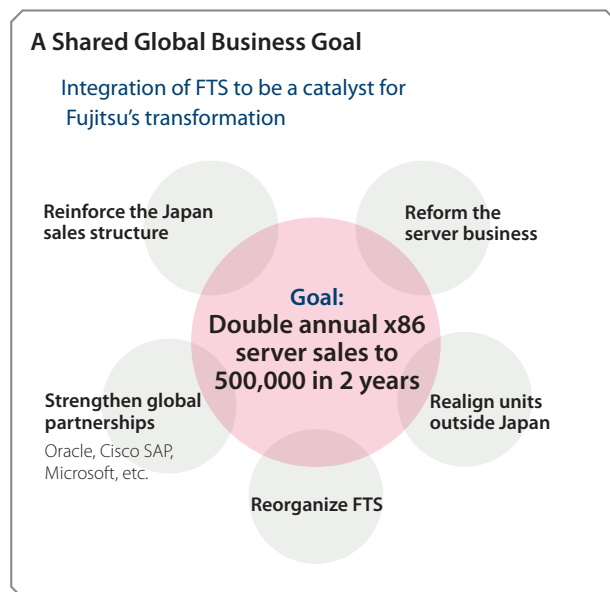 A Shared Global Business Goal
Integration of FTS to be a catalyst for
Fujitsu's transformation
Reinforce the Japan
sales structure
Reform the
server business
Goal:
Double annual x86
server sales to
500,000 in 2 years
Strengthen global
partnerships
Oracle, Cisco SAP,
Microsoft, etc.
Realign units
outside Japan
Reorganize FTS